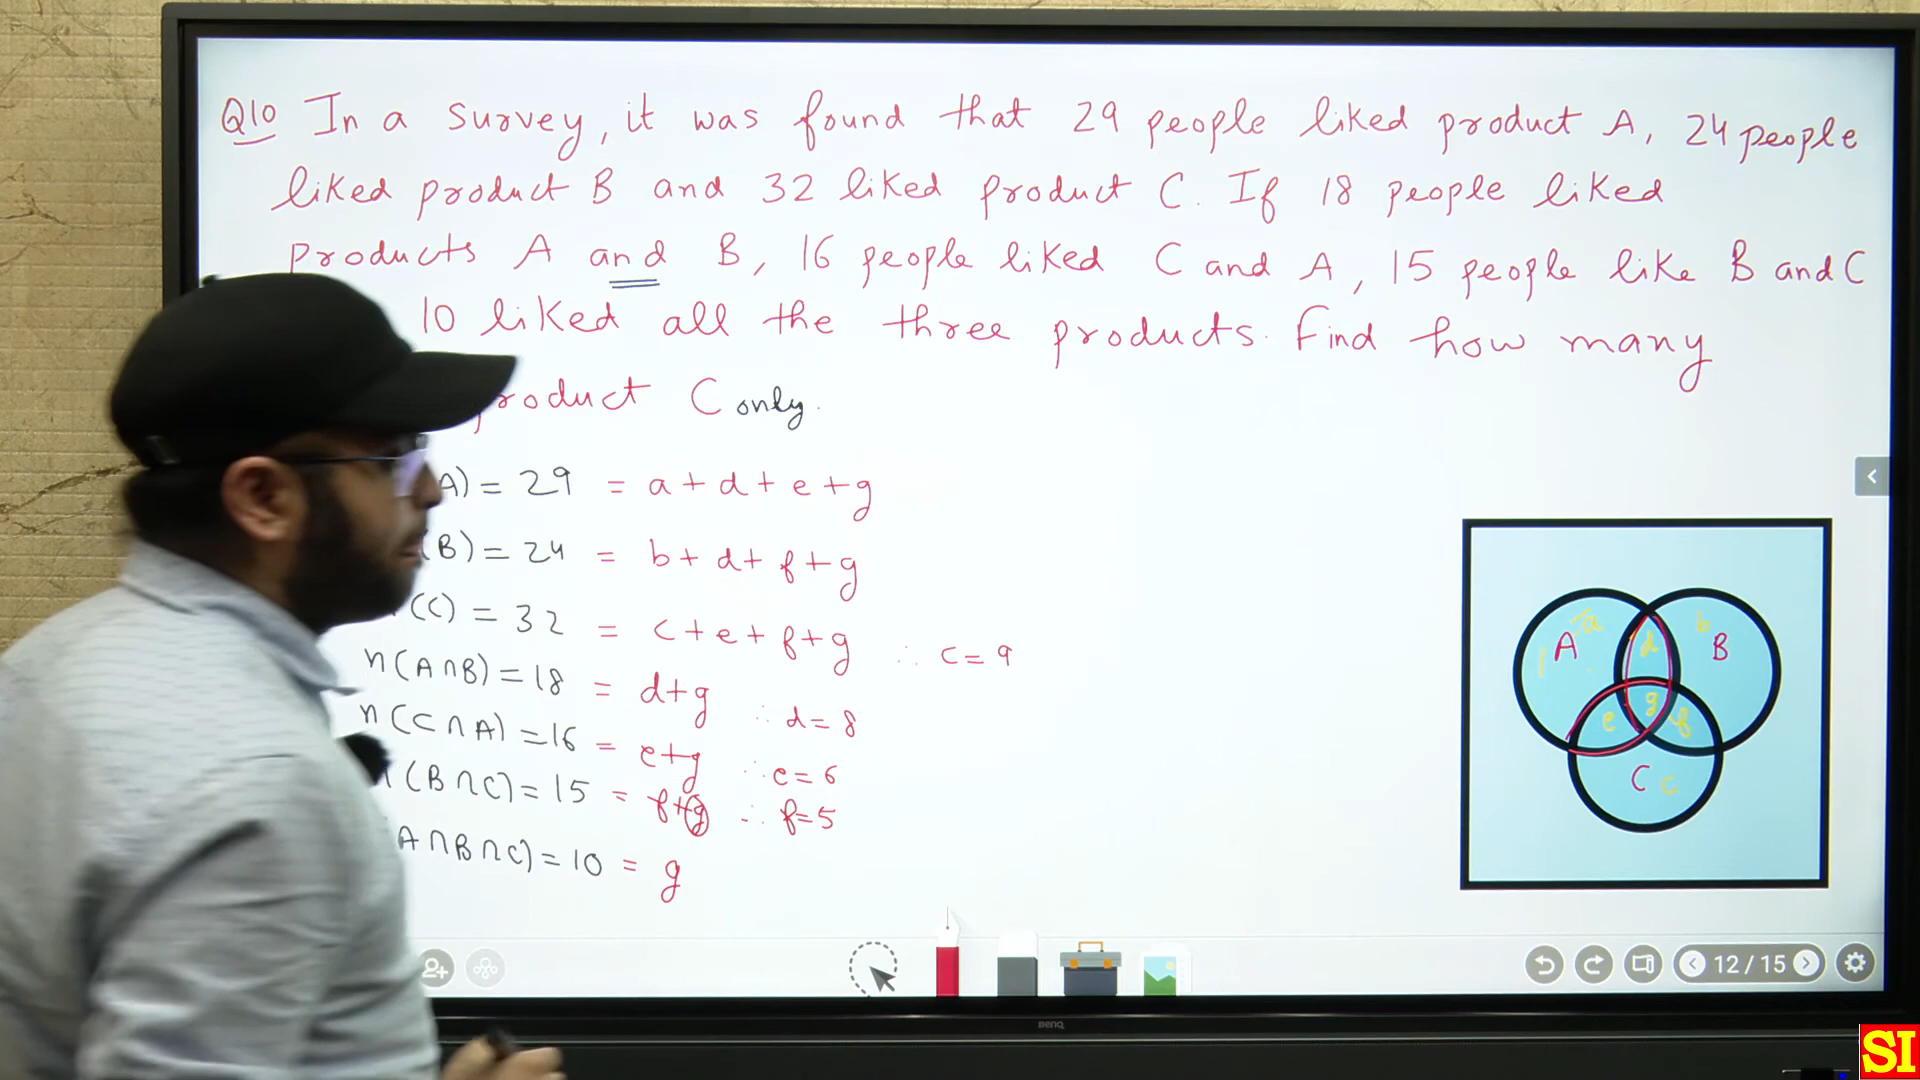 Q10 In a survey, it was found that 29 people liked product A, 24 people
liked product B and 32 liked product C. If 18 people liked
products A and B, 16 people liked C and A, 15 people like B and C
10 liked all the three products. Find how many
product C only.
A) = 29 = a + d + e + g
(B) = 24 = b + d + f + g
(C) = 32 = c + e + f + g ∴ c = 9
n(A∩B) = 18 = d + g ∴ d = 8
n(C∩A) = 16 = e + g ∴ e = 6
(B∩C) = 15 = f + g ∴ f = 5
A∩B∩C) = 10 = g
a
b
A
d
B
g
e
f
C
c
12/15
BenQ
SI